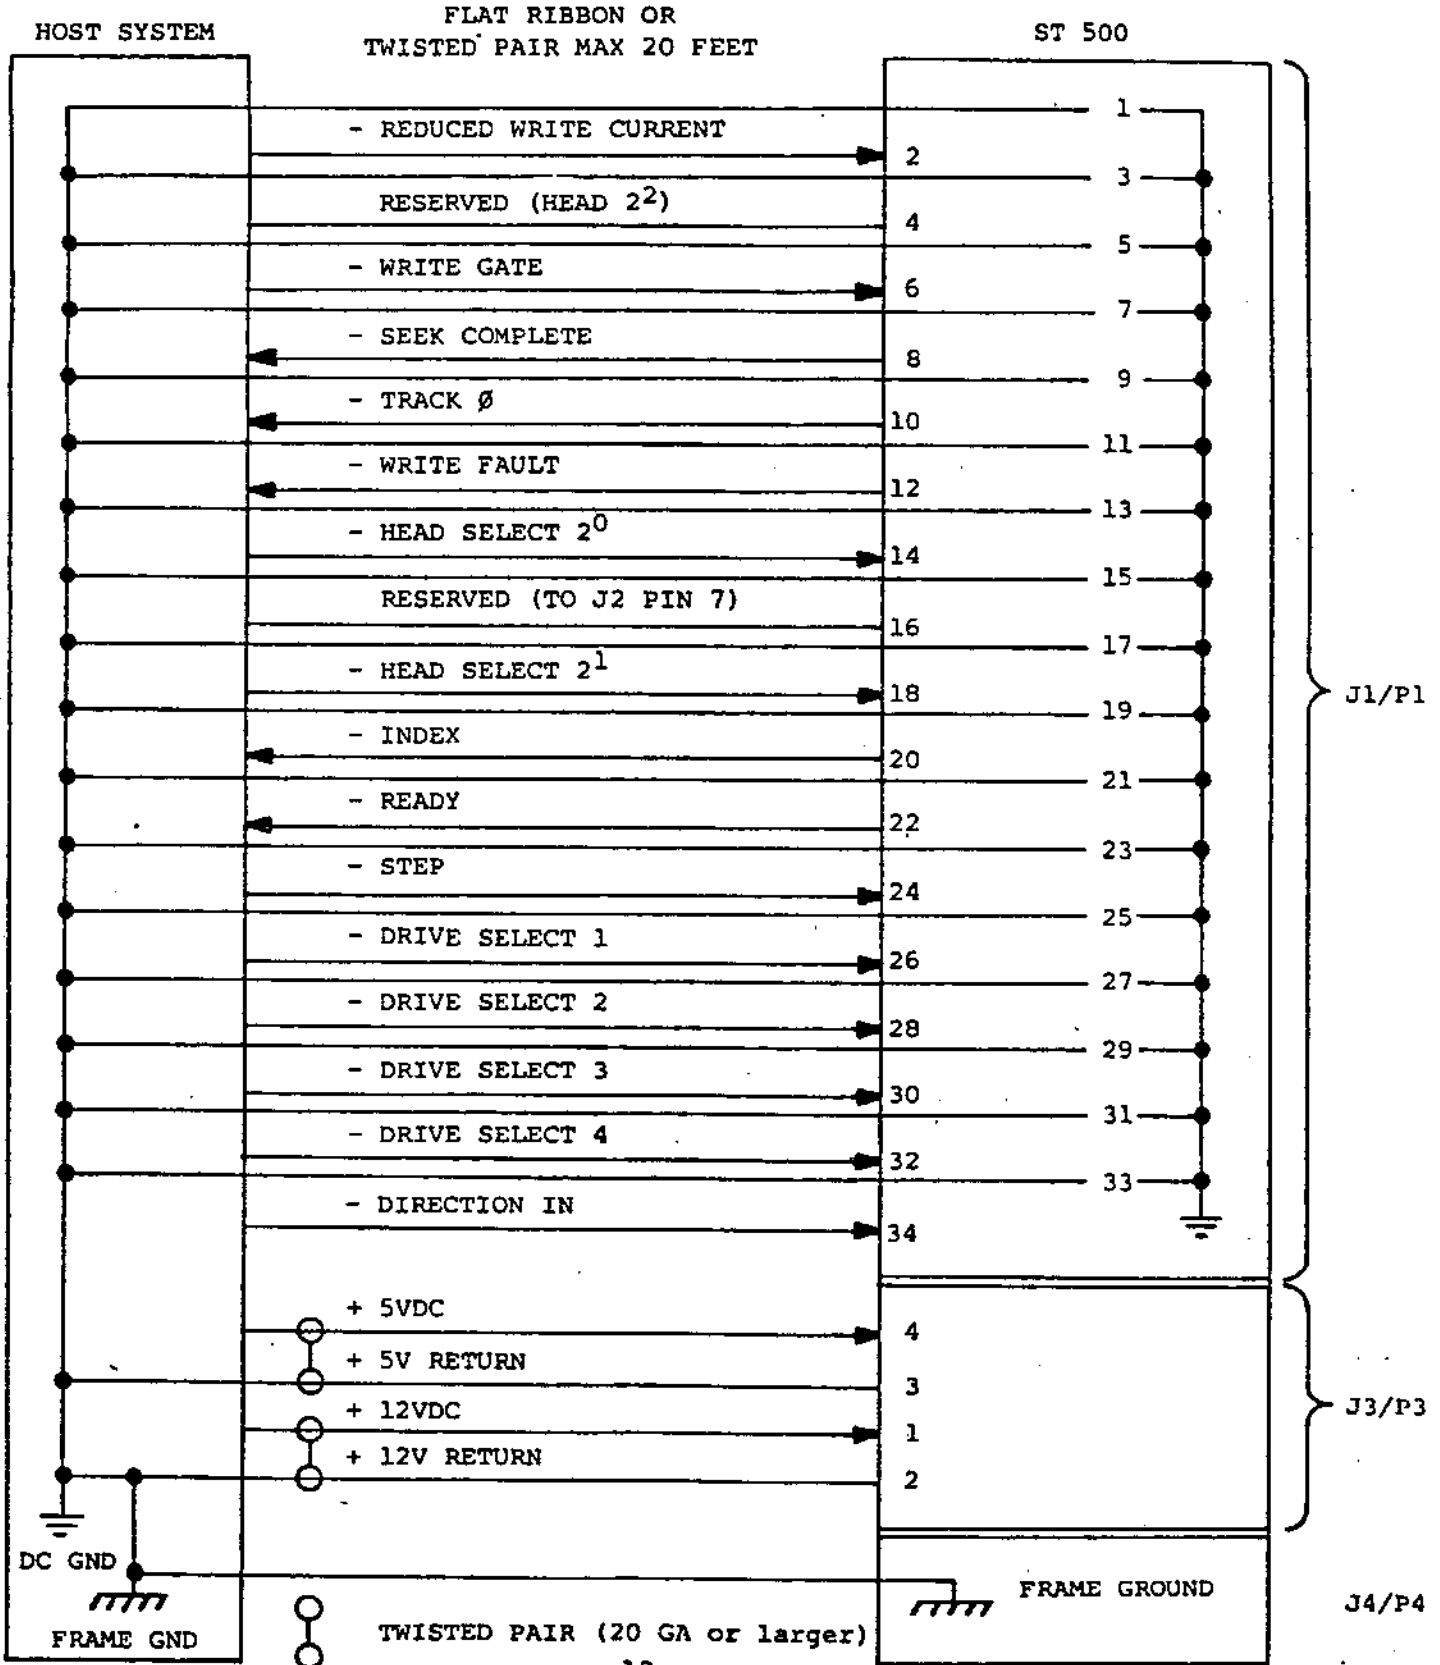 FLAT RIBBON OR
HOST SYSTEM
TWISTED PAIR MAX 20 FEET
ST 500
1
- REDUCED WRITE CURRENT
2
3
RESERVED (HEAD 2²)
4
5
- WRITE GATE
6
7
- SEEK COMPLETE
8
9
- TRACK Ø
10
11
- WRITE FAULT
12
13
- HEAD SELECT 2⁰
14
15
RESERVED (TO J2 PIN 7)
16
17
- HEAD SELECT 2¹
18
19
J1/P1
- INDEX
20
21
- READY
22
23
- STEP
24
25
- DRIVE SELECT 1
26
27
- DRIVE SELECT 2
28
29
- DRIVE SELECT 3
30
31
- DRIVE SELECT 4
32
33
- DIRECTION IN
34
+ 5VDC
4
+ 5V RETURN
3
+ 12VDC
1
J3/P3
+ 12V RETURN
2
DC GND
FRAME GROUND
J4/P4
FRAME GND
TWISTED PAIR (20 GA or larger)